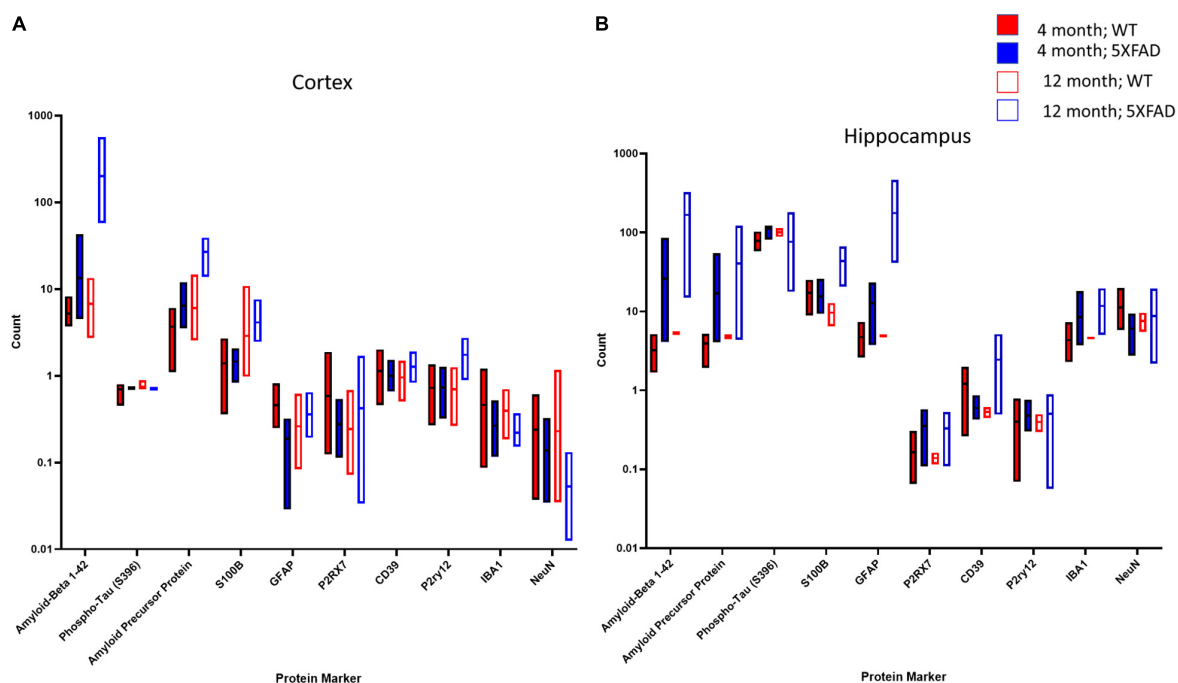 A
Cortex
1000
100
10
1
0.1
0.01
Count
Amyloid-Beta 1-42
Phospho-Tau (S396)
Amyloid Precursor Protein
S100B
GFAP
P2RX7
CD39
P2ry12
IBA1
NeuN
Protein Marker
B
4 month; WT
4 month; 5XFAD
12 month; WT
12 month; 5XFAD
Hippocampus
1000
100
10
1
0.1
0.01
Count
Amyloid-Beta 1-42
Amyloid Precursor Protein
Phospho-Tau (S396)
S100B
GFAP
P2RX7
CD39
P2ry12
IBA1
NeuN
Protein Marker